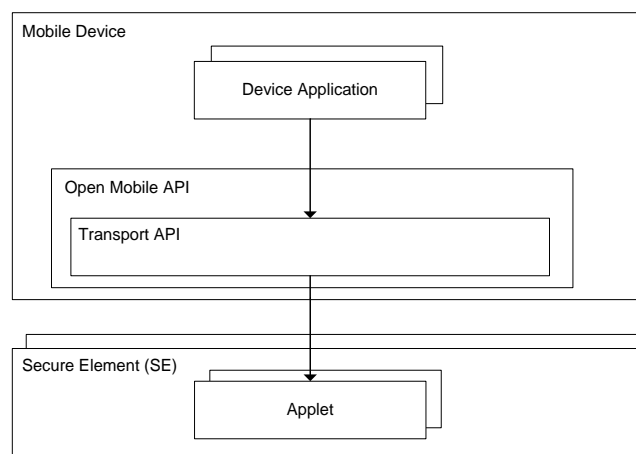 Mobile Device
Device Application
Open Mobile API
Transport API
Secure Element (SE)
Applet